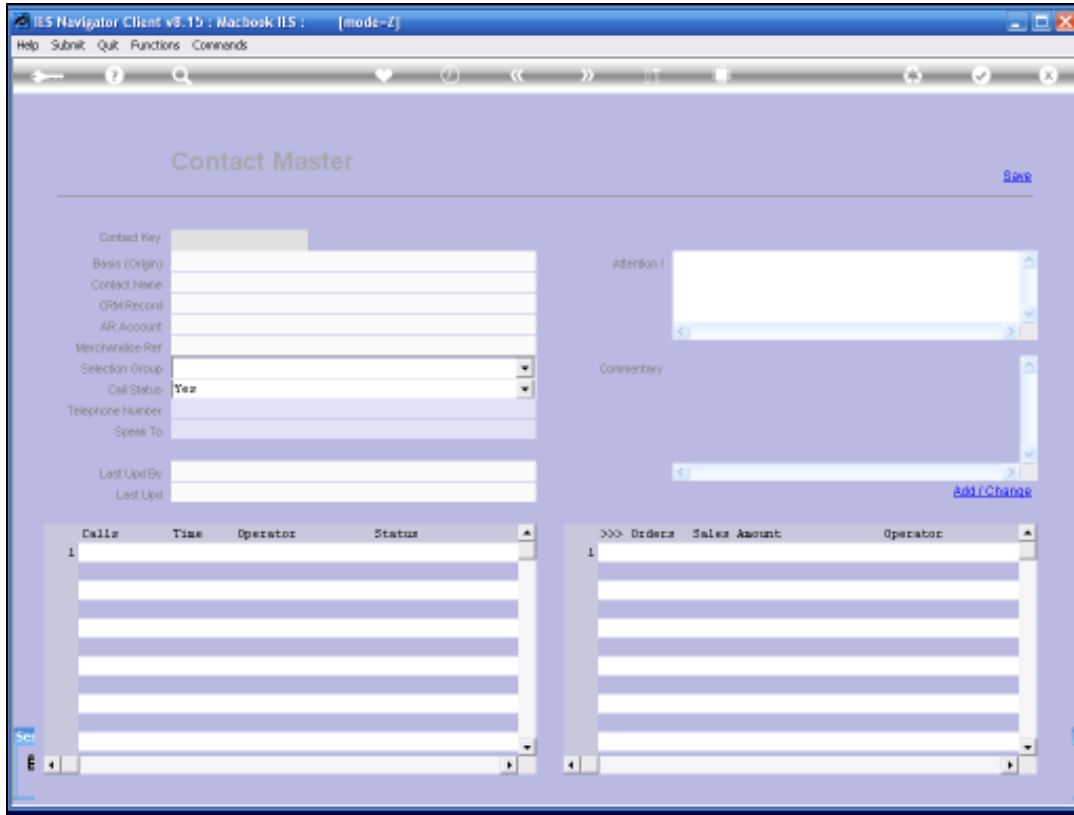 IES Navigator Client v8.15 : Macbook IES : [mode-Z]
Help Submit Quit Functions Commands
Contact Master
Save
Contact Key
Basis (Origin)
Contact Name
CRM Record
AR Account
Merchandise Ref
Selection Group
Call Status Yes
Telephone Number
Speak To
Last Upd By
Last Upd
Attention !
Commentary
Add / Change
Calls Time Operator Status
1
>>> Orders Sales Amount Operator
1